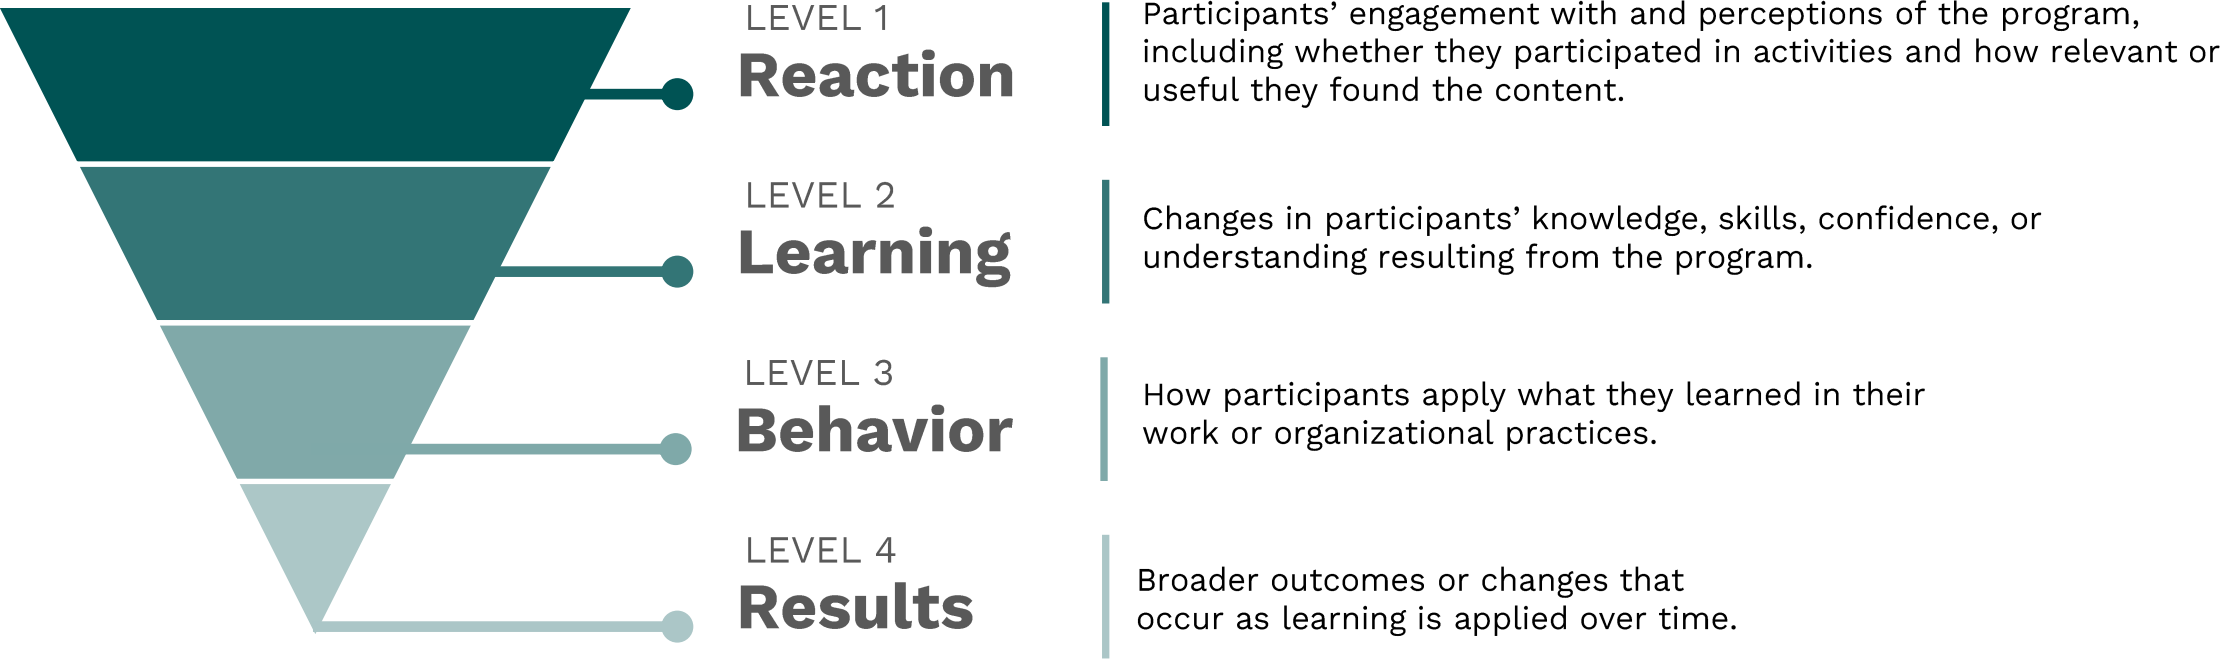 LEVEL 1
Reaction
Participants’ engagement with and perceptions of the program,
including whether they participated in activities and how relevant or
useful they found the content.
LEVEL 2
Learning
Changes in participants’ knowledge, skills, confidence, or
understanding resulting from the program.
LEVEL 3
Behavior
How participants apply what they learned in their
work or organizational practices.
LEVEL 4
Results
Broader outcomes or changes that
occur as learning is applied over time.